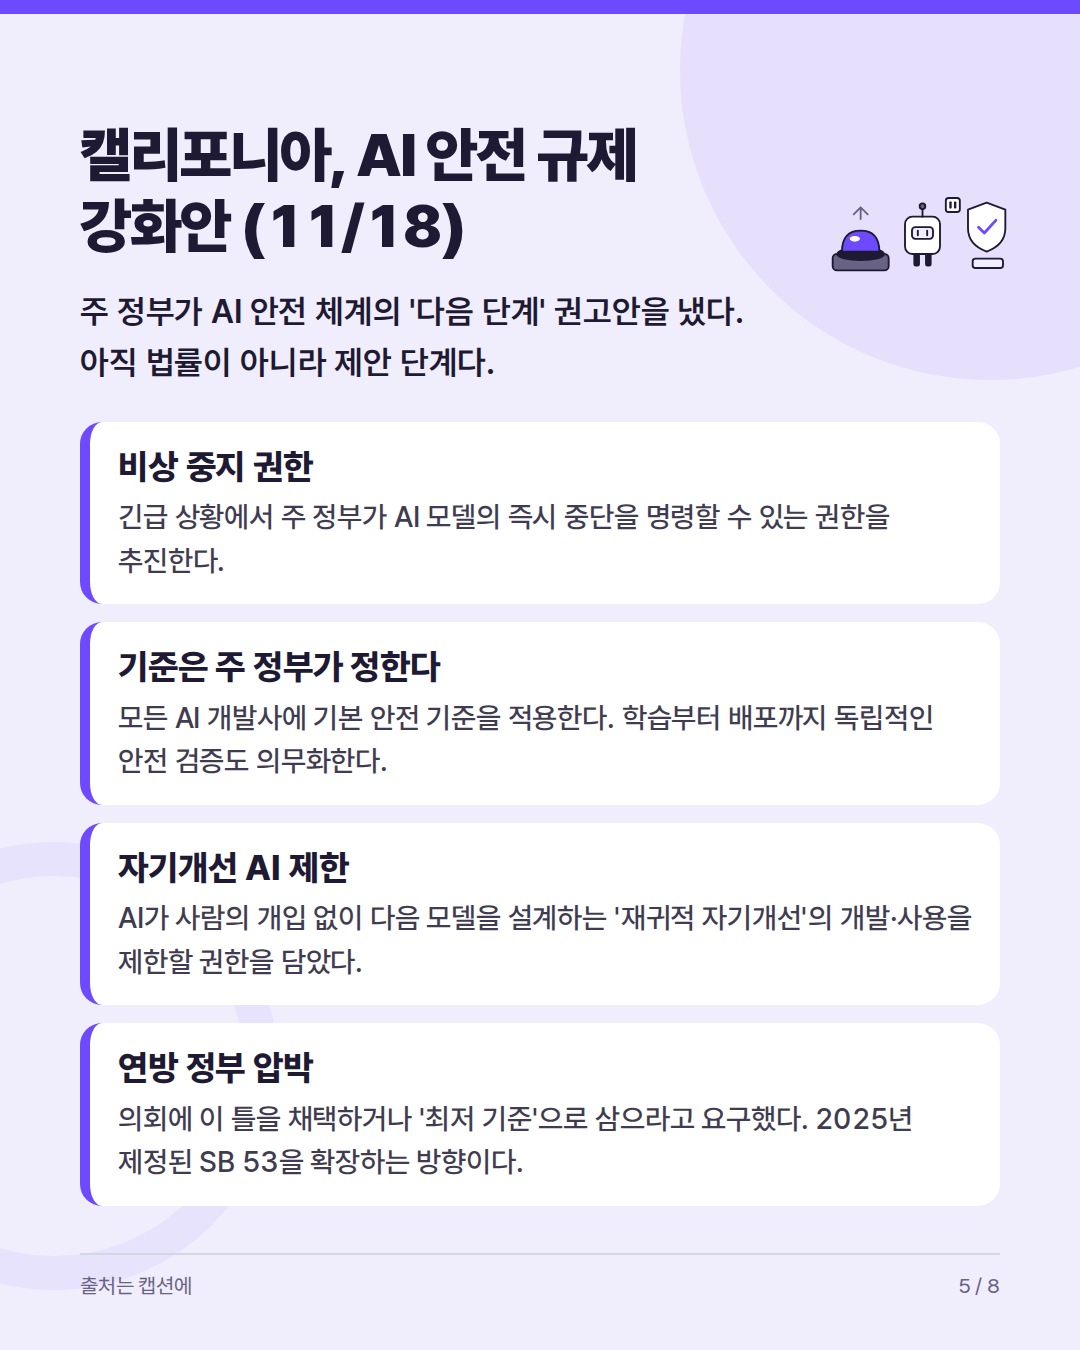 캘리포니아, AI 안전 규제
강화안 (11/18)
주 정부가 AI 안전 체계의 '다음 단계' 권고안을 냈다.
아직 법률이 아니라 제안 단계다.
비상 중지 권한
긴급 상황에서 주 정부가 AI 모델의 즉시 중단을 명령할 수 있는 권한을
추진한다.
기준은 주 정부가 정한다
모든 AI 개발사에 기본 안전 기준을 적용한다. 학습부터 배포까지 독립적인
안전 검증도 의무화한다.
자기개선 AI 제한
AI가 사람의 개입 없이 다음 모델을 설계하는 '재귀적 자기개선'의 개발·사용을
제한할 권한을 담았다.
연방 정부 압박
의회에 이 틀을 채택하거나 '최저 기준'으로 삼으라고 요구했다. 2025년
제정된 SB 53을 확장하는 방향이다.
출처는 캡션에
5 / 8